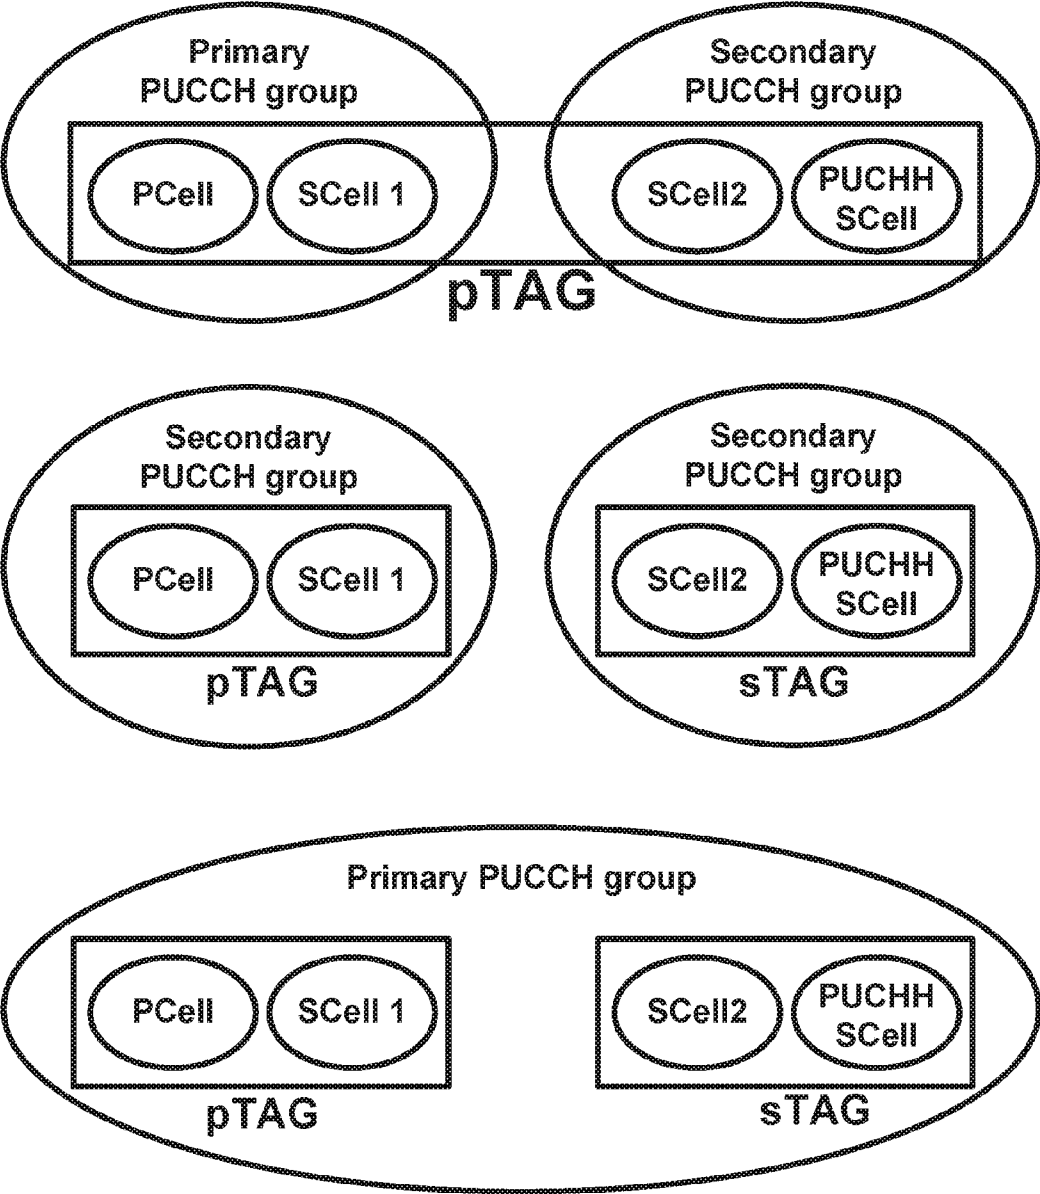 Primary
PUCCH group
Secondary
PUCCH group
PCell
SCell 1
SCell2
PUCHH
SCell
pTAG
Secondary
PUCCH group
Secondary
PUCCH group
PCell
SCell 1
SCell2
PUCHH
SCell
pTAG
sTAG
Primary PUCCH group
PCell
SCell 1
SCell2
PUCHH
SCell
pTAG
sTAG